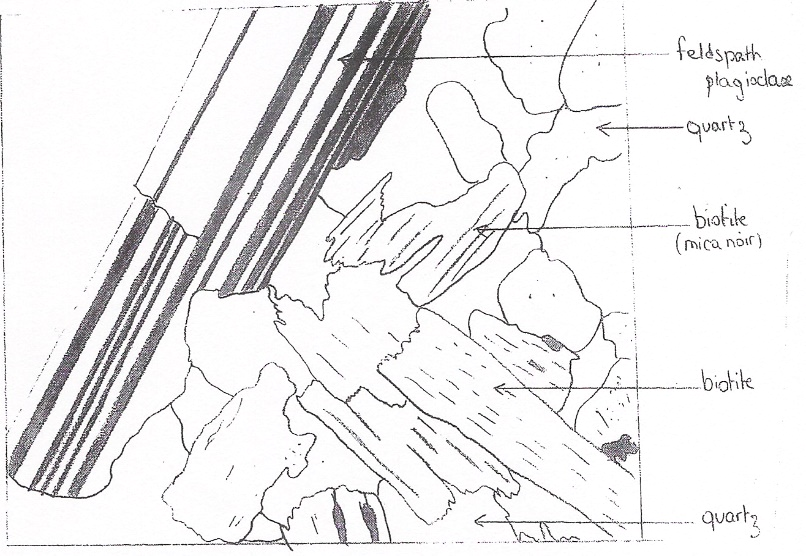 feldspath
plagioclase
quartz
biotite
(mica noir)
biotite
quartz